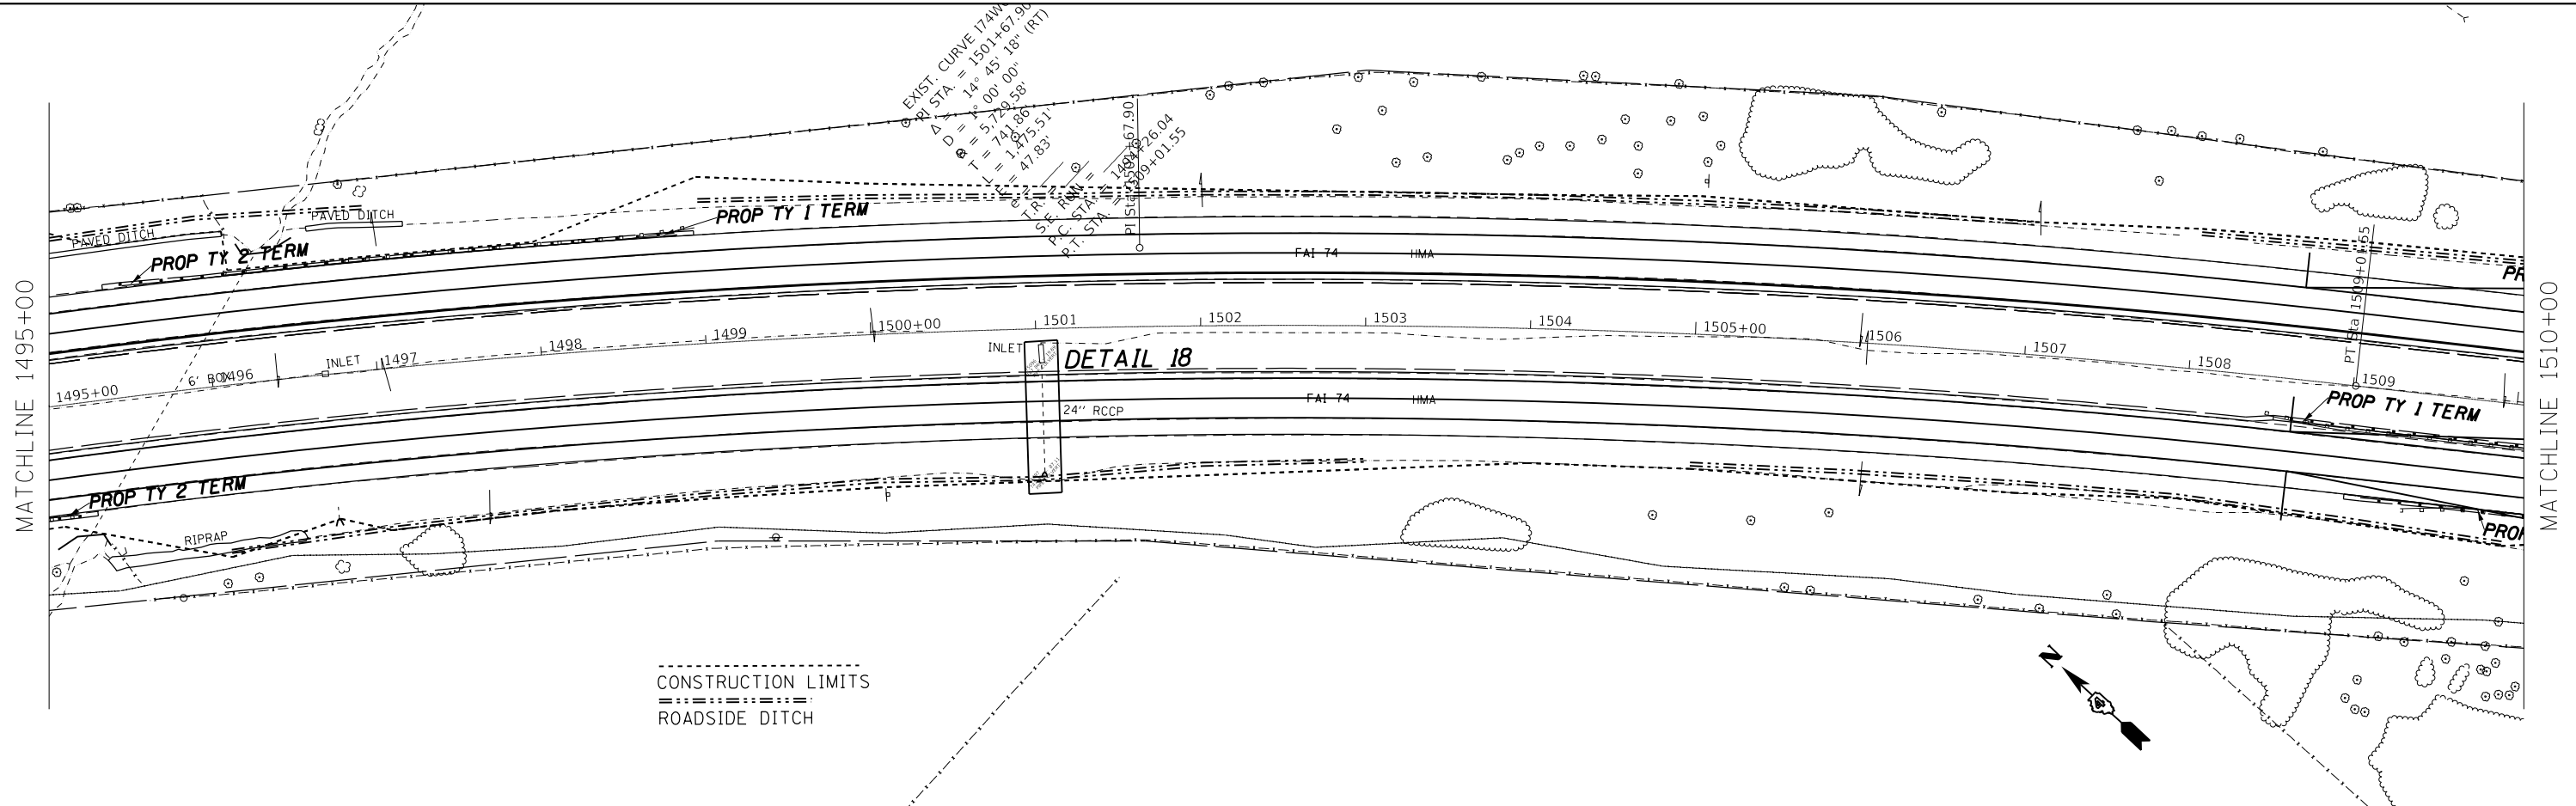 EXIST. CURVE I74W
PI STA. = 1501+67.90
Δ = 14° 45' 18" (RT)
D = 1° 00' 00"
R = 5,729.58'
T = 741.86'
L = 1,475.51'
E = 47.83'
e =
T.R. =
S.E. RUN =
P.C. STA. = 1494+26.04
P.T. STA. = 1509+01.55
PI Sta 1501+67.90
PAVED DITCH
PAVED DITCH
PROP TY 1 TERM
PROP TY 2 TERM
FAI 74
HMA
PT Sta 1509+01.55
PR
MATCHLINE 1495+00
MATCHLINE 1510+00
1495+00
6' BOX
1496
INLET
1497
1498
1499
1500+00
1501
1502
1503
1504
1505+00
1506
1507
1508
1509
INLET
DETAIL 18
24" RCCP
FAI 74
HMA
PROP TY 1 TERM
PROP TY 2 TERM
RIPRAP
PROP
CONSTRUCTION LIMITS
ROADSIDE DITCH
N